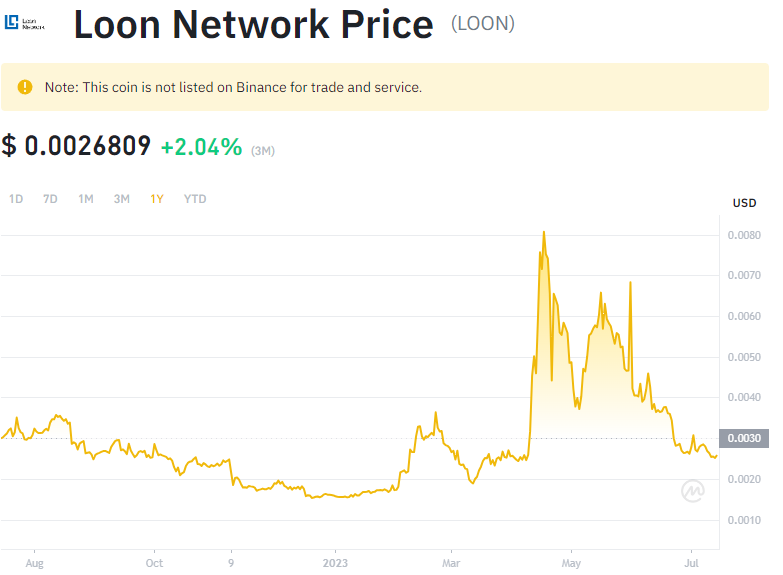 Loon
Network
Loon Network Price (LOON)
Note: This coin is not listed on Binance for trade and service.
$ 0.0026809 +2.04% (3M)
1D 7D 1M 3M 1Y YTD
USD
0.0080
0.0070
0.0060
0.0050
0.0040
0.0030
0.0020
0.0010
Aug Oct 9 2023 Mar May Jul